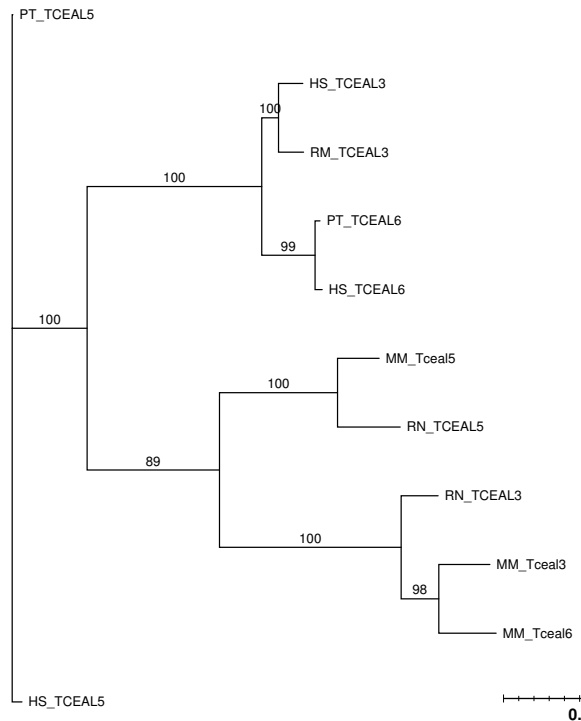 PT_TCEAL5
HS_TCEAL3
100
RM_TCEAL3
100
PT_TCEAL6
99
HS_TCEAL6
100
MM_Tceal5
100
RN_TCEAL5
89
RN_TCEAL3
100
MM_Tceal3
98
MM_Tceal6
HS_TCEAL5
0.